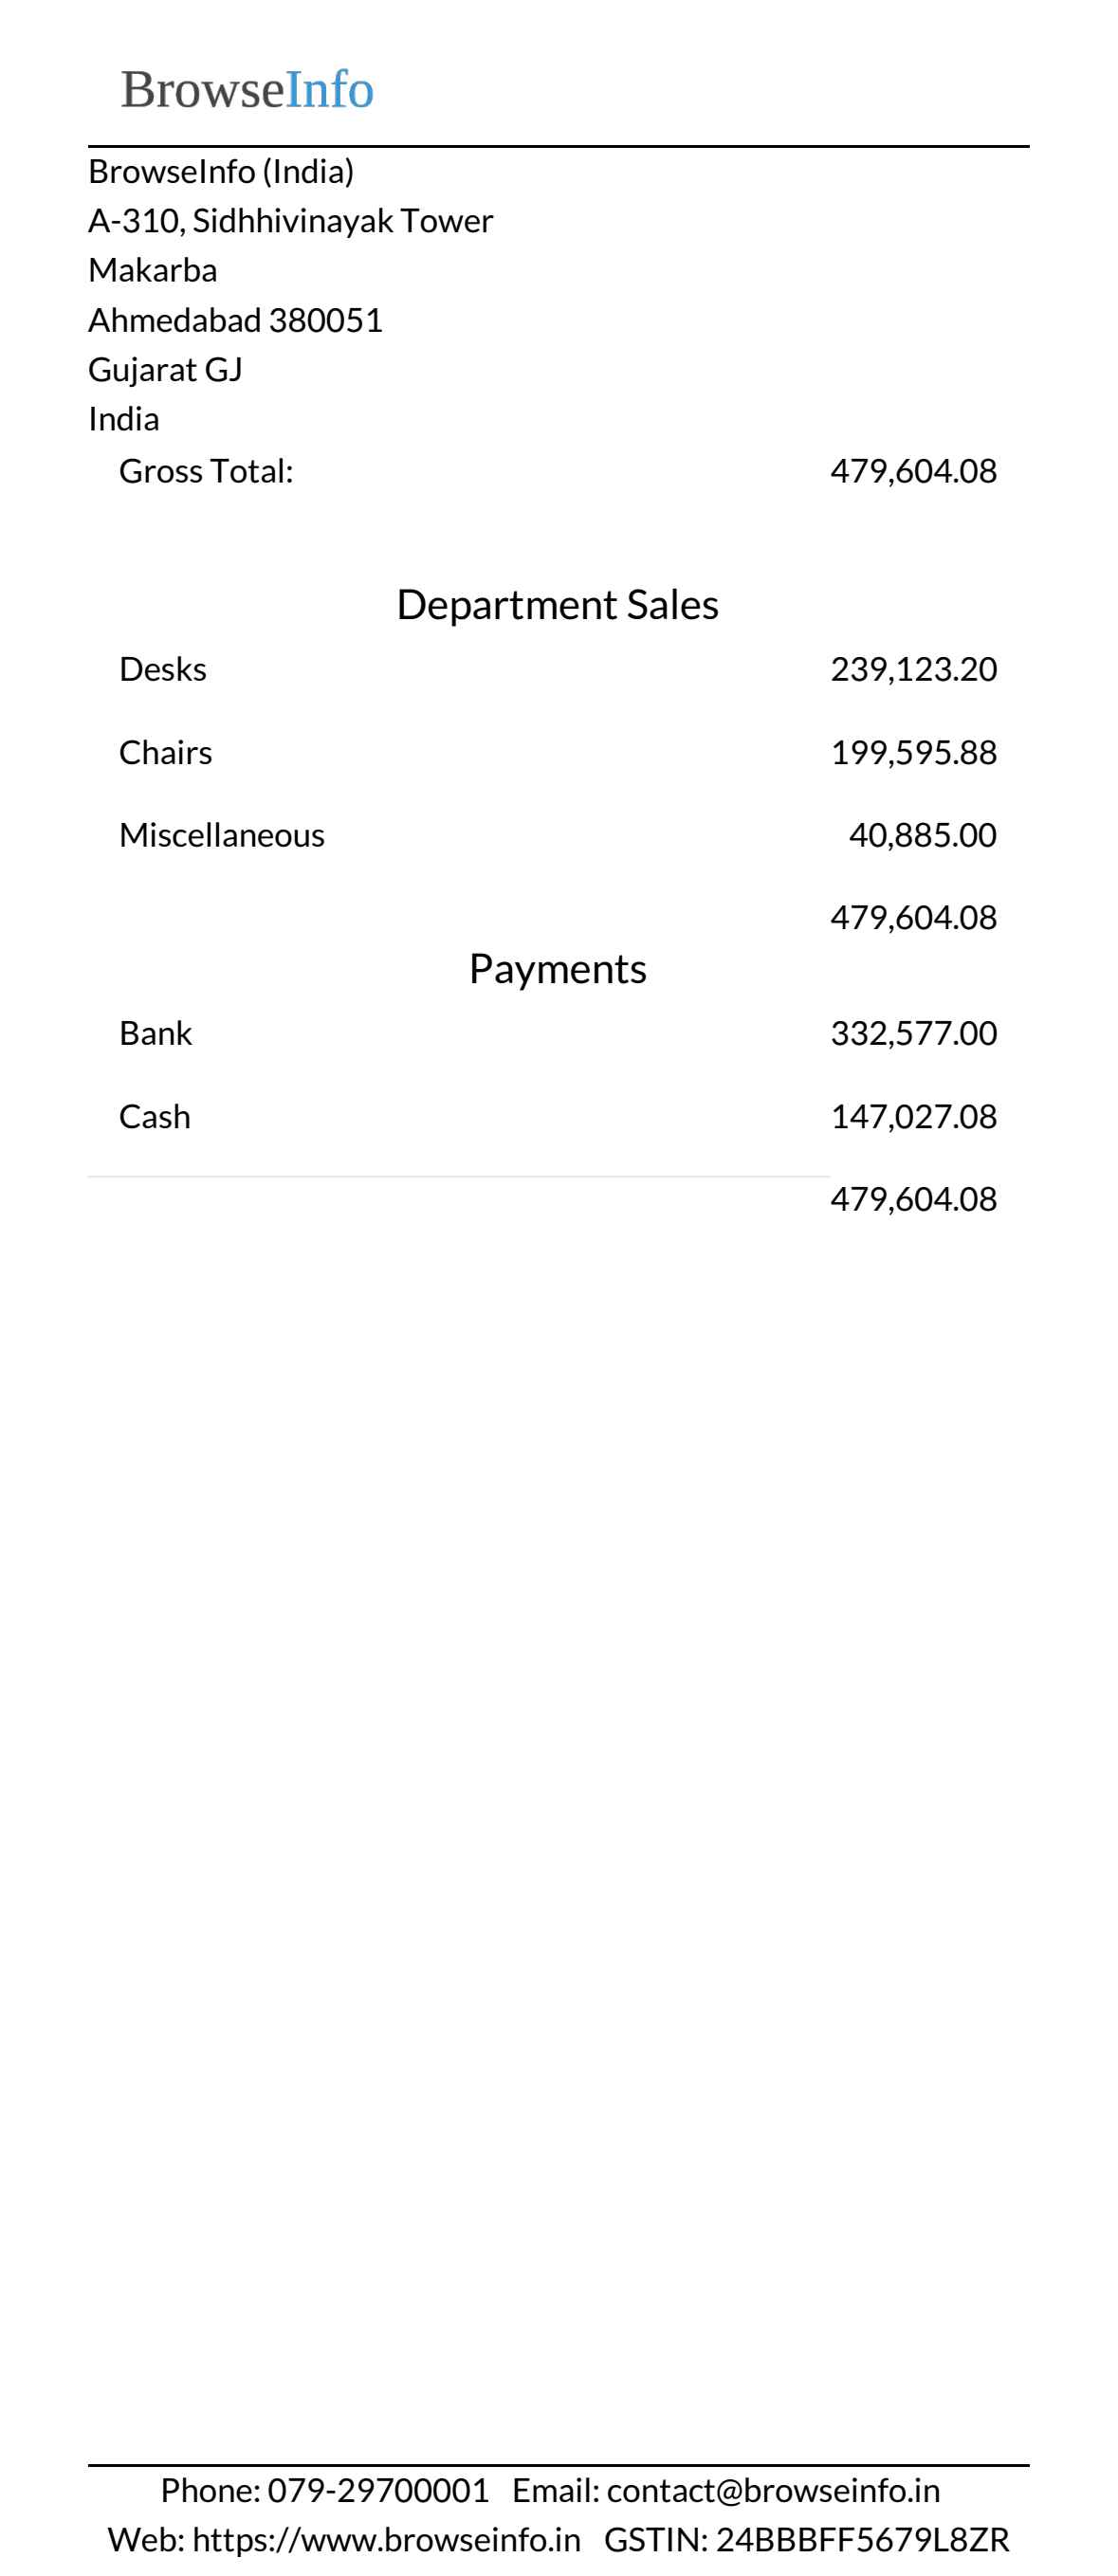 BrowseInfo
BrowseInfo (India)
A-310, Sidhhivinayak Tower
Makarba
Ahmedabad 380051
Gujarat GJ
India
Gross Total: 479,604.08
Department Sales
Desks 239,123.20
Chairs 199,595.88
Miscellaneous 40,885.00
479,604.08
Payments
Bank 332,577.00
Cash 147,027.08
479,604.08
Phone: 079-29700001 Email: contact@browseinfo.in
Web: https://www.browseinfo.in GSTIN: 24BBBFF5679L8ZR